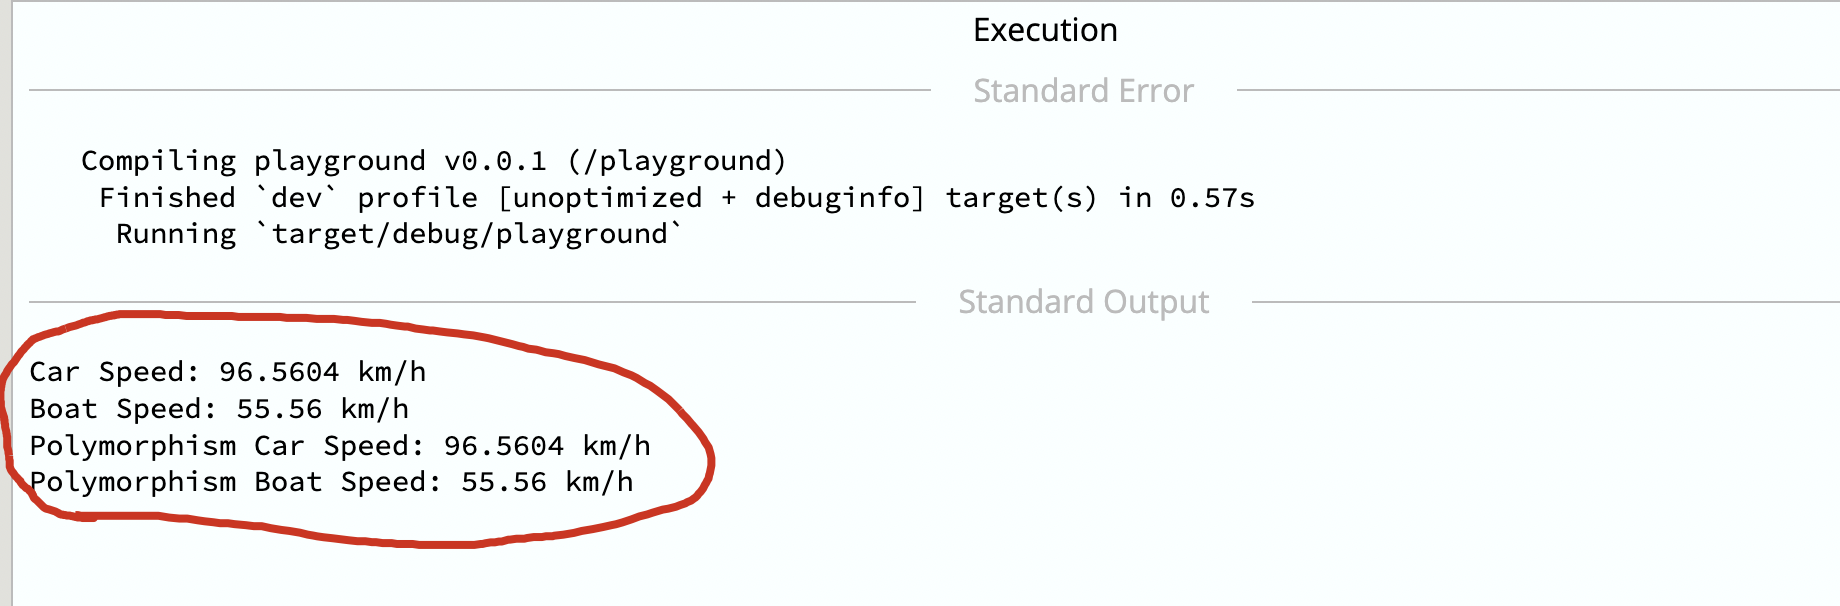 Execution
Standard Error
Compiling playground v0.0.1 (/playground)
Finished `dev` profile [unoptimized + debuginfo] target(s) in 0.57s
Running `target/debug/playground`
Standard Output
Car Speed: 96.5604 km/h
Boat Speed: 55.56 km/h
Polymorphism Car Speed: 96.5604 km/h
Polymorphism Boat Speed: 55.56 km/h